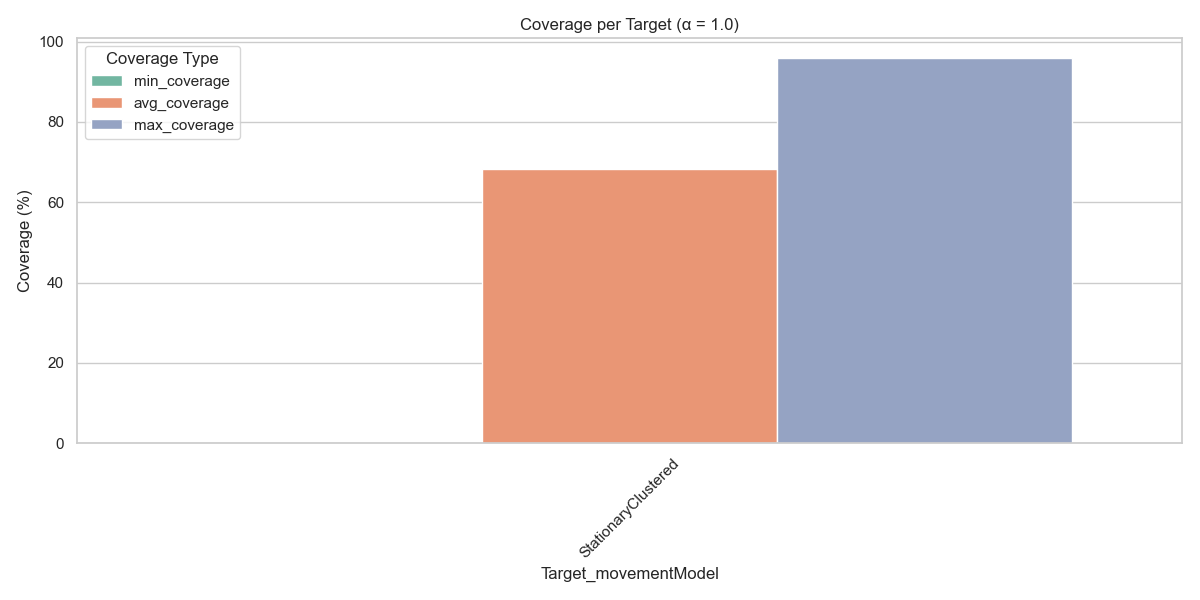 Coverage per Target (α = 1.0)
Coverage Type
min_coverage
avg_coverage
max_coverage
Coverage (%)
100
80
60
40
20
0
StationaryClustered
Target_movementModel